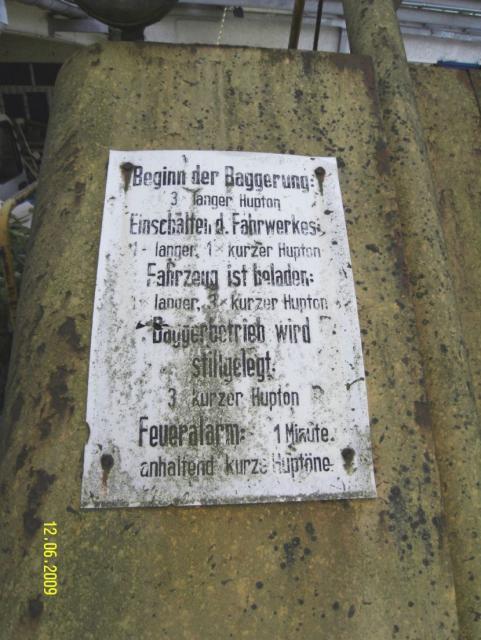 Beginn der Baggerung:
3 langer Hupton
Einschalten d. Fahrwerkes:
1 langer, 1 × kurzer Hupton
Fahrzeug ist beladen:
1 × langer, 3 × kurzer Hupton
Baggerbetrieb wird
stillgelegt:
3 kurzer Hupton
Feueralarm: 1 Minute.
anhaltend kurze Huptöne.
12.06.2009